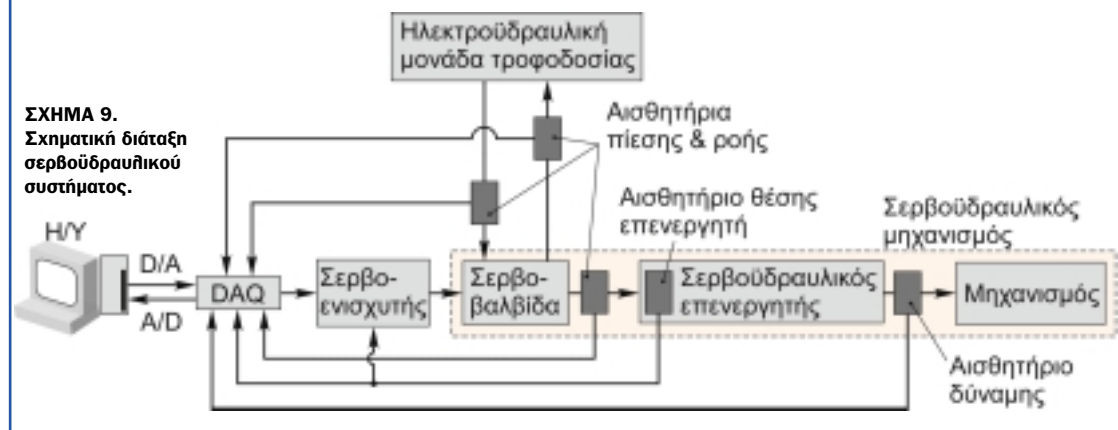 Ηλεκτροϋδραυλική
μονάδα τροφοδοσίας
ΣΧΗΜΑ 9.
Σχηματική διάταξη
σερβοϋδραυλικού
συστήματος.
Αισθητήρια
πίεσης & ροής
Αισθητήριο θέσης
επενεργητή
Σερβοϋδραυλικός
μηχανισμός
Η/Υ
D/A
A/D
DAQ
Σερβο-
ενισχυτής
Σερβο-
βαλβίδα
Σερβοϋδραυλικός
επενεργητής
Μηχανισμός
Αισθητήριο
δύναμης